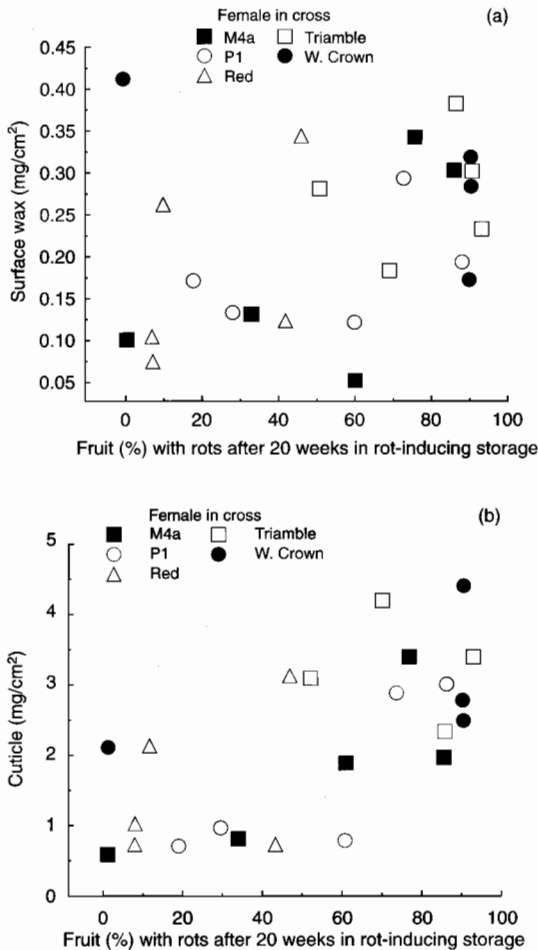 Female in cross
(a)
M4a Triamble
P1 W. Crown
Red
0.45
0.40
0.35
0.30
0.25
0.20
0.15
0.10
0.05
Surface wax (mg/cm2)
0 20 40 60 80 100
Fruit (%) with rots after 20 weeks in rot-inducing storage
Female in cross
(b)
M4a Triamble
P1 W. Crown
Red
5
4
3
2
1
0
Cuticle (mg/cm2)
0 20 40 60 80 100
Fruit (%) with rots after 20 weeks in rot-inducing storage